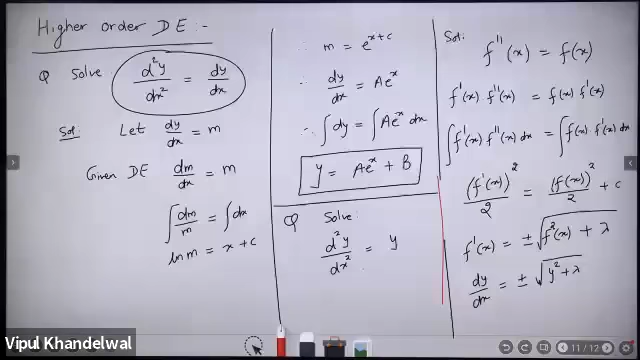 Higher order DE :-
Q Solve : d²y/dx² = dy/dx
Sol: Let dy/dx = m
Given DE dm/dx = m
∫ dm/m = ∫ dx
ln m = x + c
∴ m = e^(x+c)
∴ dy/dx = Ae^x
∴ ∫ dy = ∫ Ae^x dx
y = Ae^x + B
Q Solve:
d²y/dx² = y
Sol:
f''(x) = f(x)
f'(x) . f''(x) = f(x) f'(x)
∫ f'(x) . f''(x) dx = ∫ f(x) . f'(x) dx
(f'(x))²/2 = (f(x))²/2 + c
f'(x) = ± √(f²(x) + λ)
dy/dx = ± √(y² + λ)
Vipul Khandelwal
11 / 12